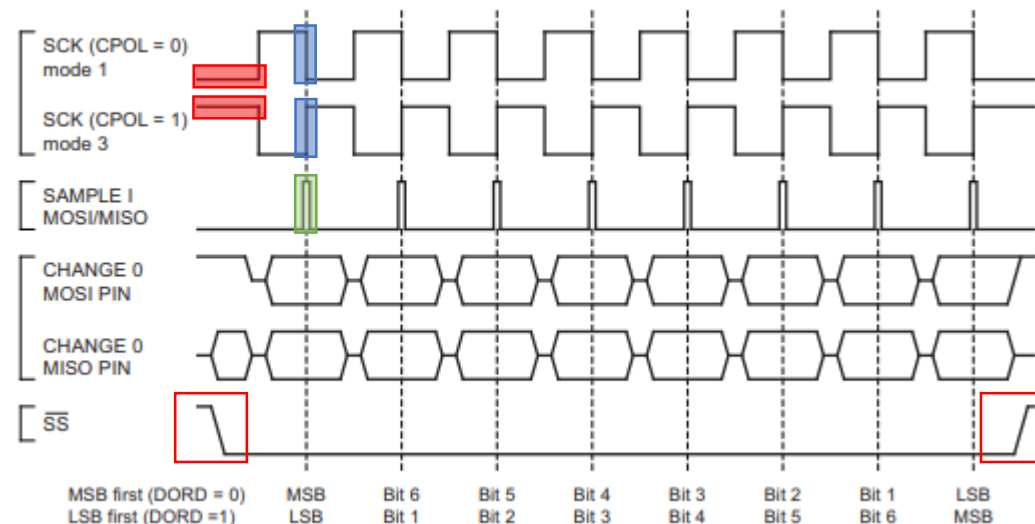 SCK (CPOL = 0)
mode 1
SCK (CPOL = 1)
mode 3
SAMPLE I
MOSI/MISO
CHANGE 0
MOSI PIN
CHANGE 0
MISO PIN
SS
MSB first (DORD = 0) MSB Bit 6 Bit 5 Bit 4 Bit 3 Bit 2 Bit 1 LSB
LSB first (DORD =1) LSB Bit 1 Bit 2 Bit 3 Bit 4 Bit 5 Bit 6 MSB